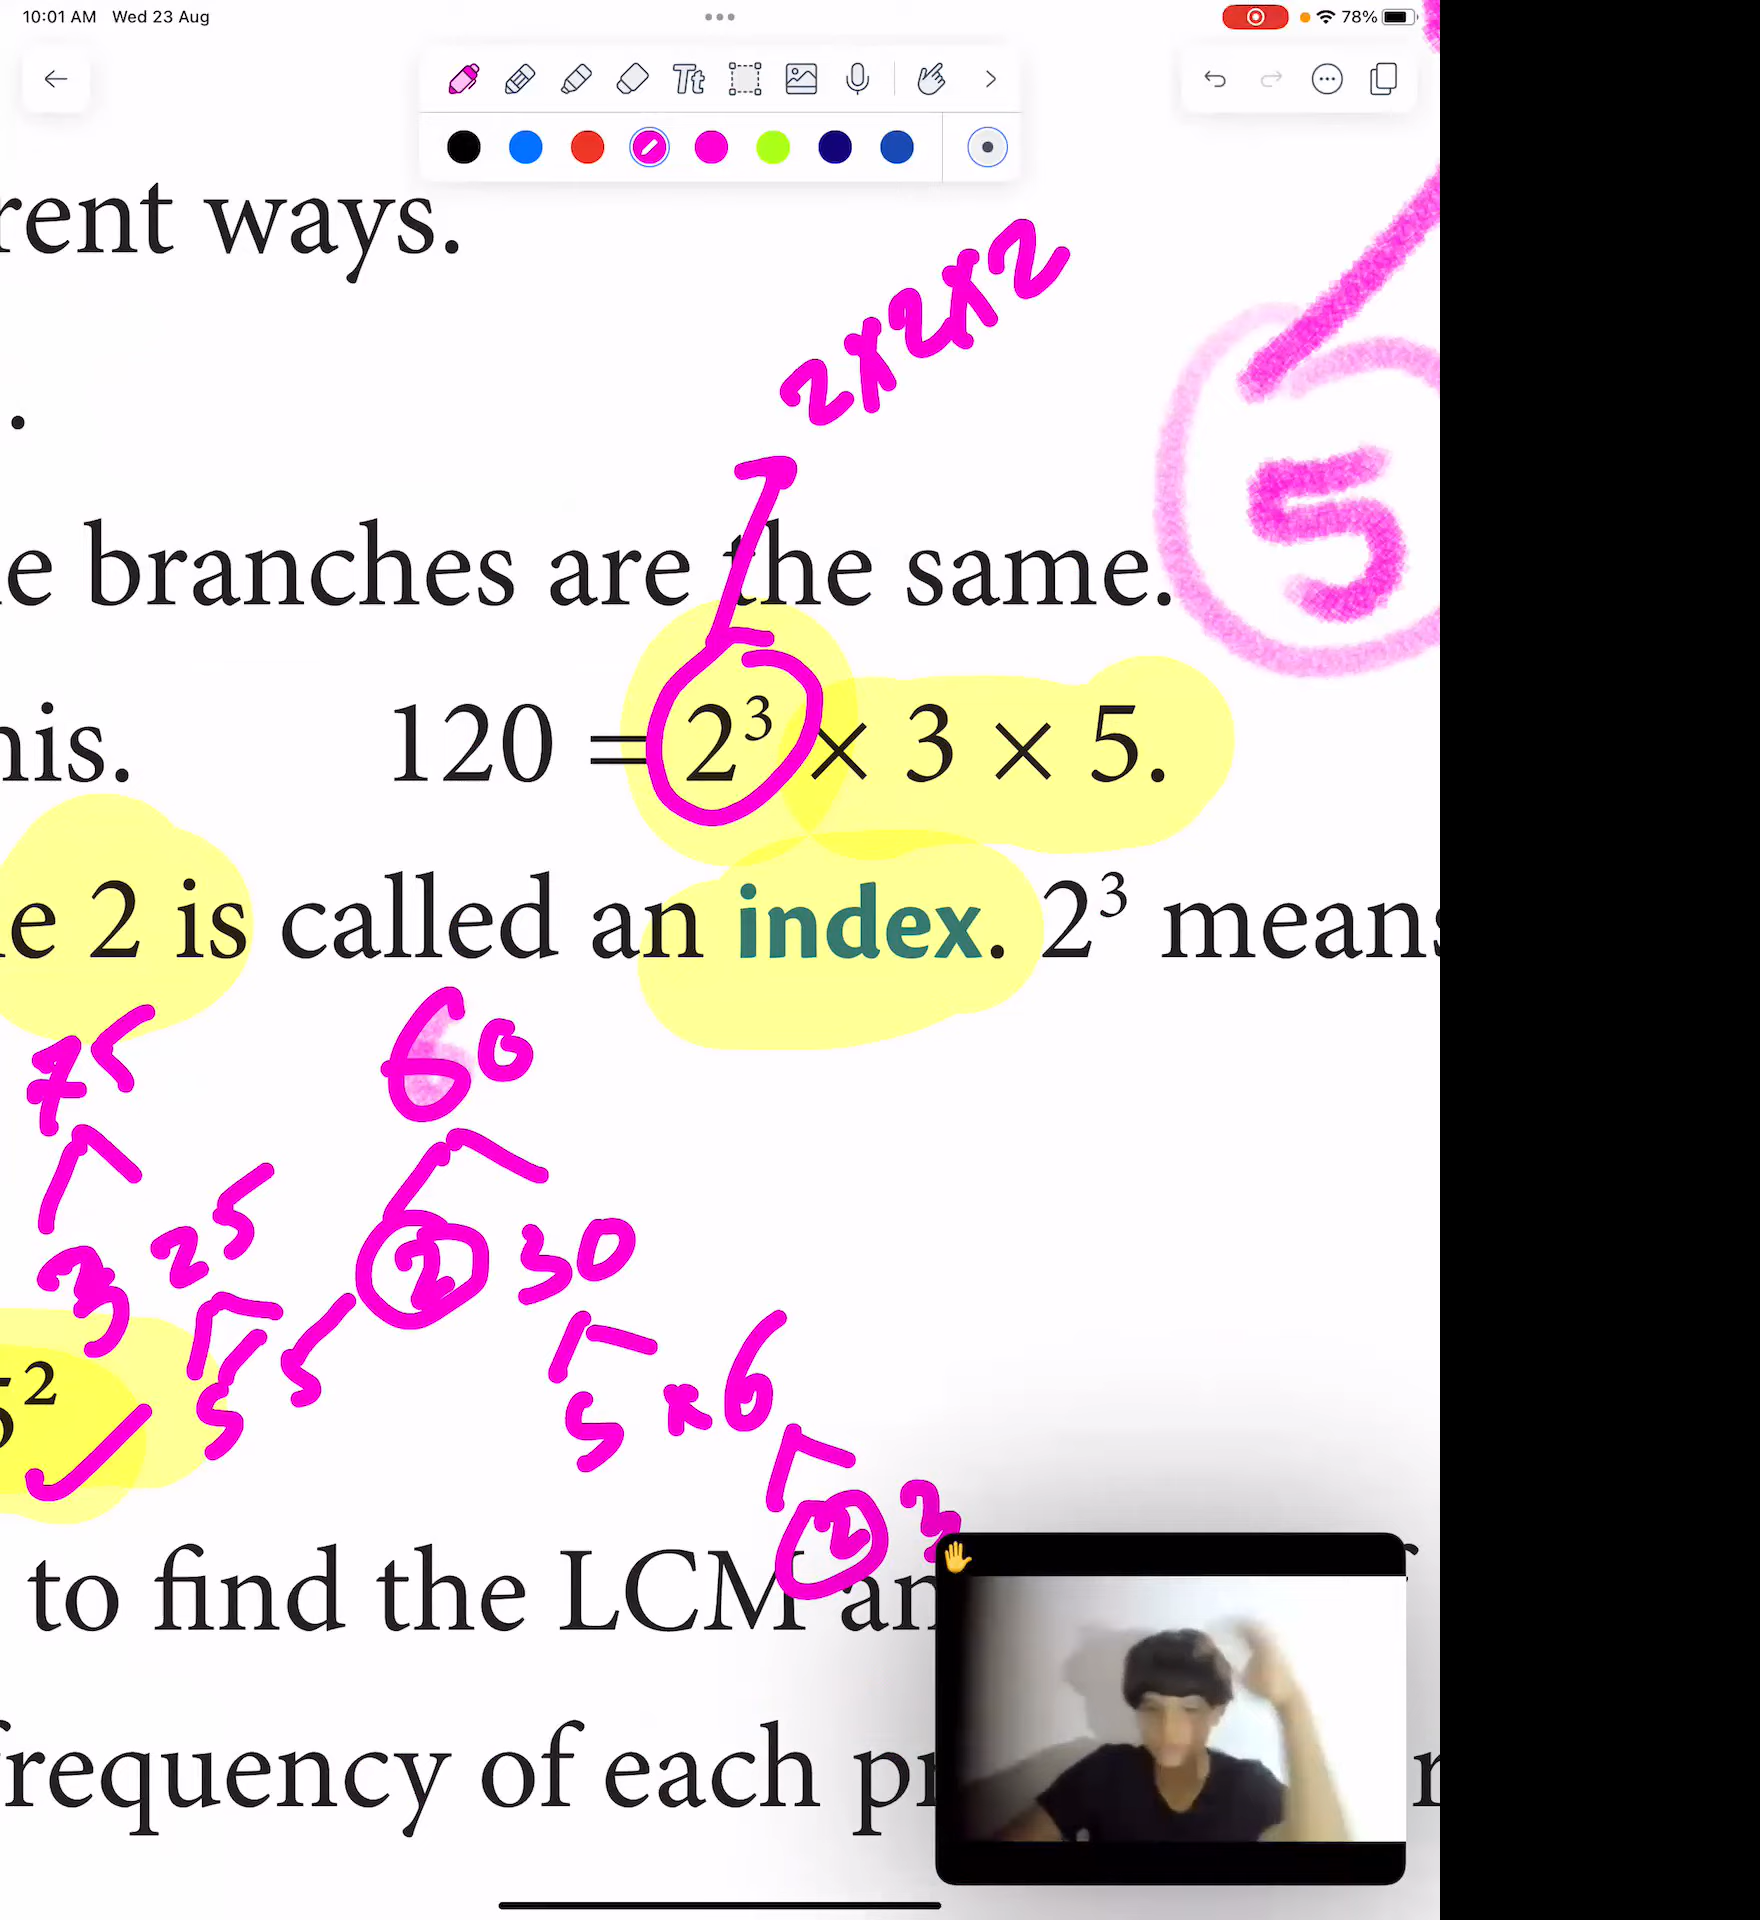 10:01 AM Wed 23 Aug
78%
Tt
rent ways.
2x2x2
.
5
e branches are the same.
his. 120 = 2³ × 3 × 5.
e 2 is called an index. 2³ means
75 60
3 25 2 30
5 5 5 x 6
5²
2 3
to find the LCM an
frequency of each pr